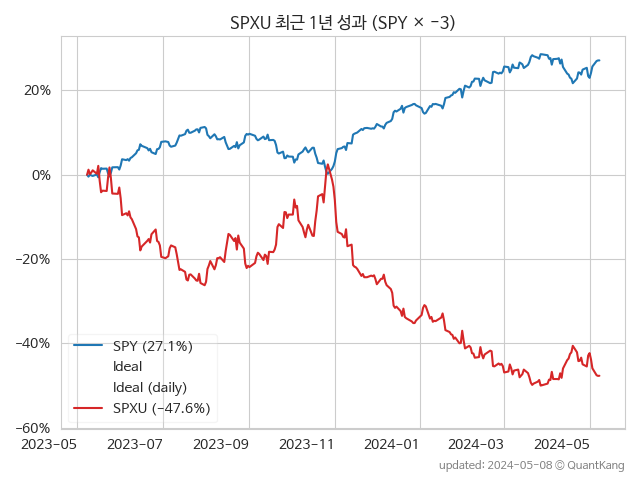 SPXU 최근 1년 성과 (SPY × −3)
20%
0%
−20%
−40%
−60%
SPY (27.1%)
Ideal
Ideal (daily)
SPXU (−47.6%)
2023-05
2023-07
2023-09
2023-11
2024-01
2024-03
2024-05
updated: 2024-05-08 © QuantKang